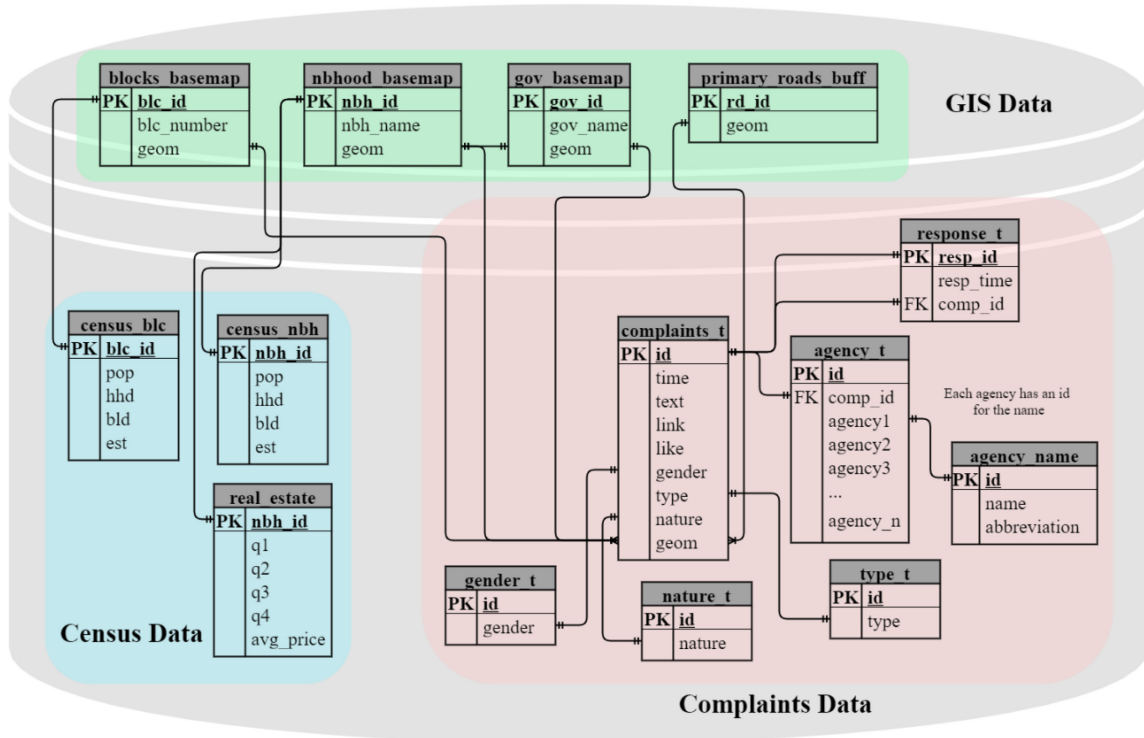 blocks_basemap
PK blc_id
blc_number
geom
nbhood_basemap
PK nbh_id
nbh_name
geom
gov_basemap
PK gov_id
gov_name
geom
primary_roads_buff
PK rd_id
geom
GIS Data
census_blc
PK blc_id
pop
hhd
bld
est
census_nbh
PK nbh_id
pop
hhd
bld
est
real_estate
PK nbh_id
q1
q2
q3
q4
avg_price
Census Data
response_t
PK resp_id
resp_time
FK comp_id
complaints_t
PK id
time
text
link
like
gender
type
nature
geom
agency_t
PK id
FK comp_id
agency1
agency2
agency3
...
agency_n
Each agency has an id
for the name
agency_name
PK id
name
abbreviation
gender_t
PK id
gender
nature_t
PK id
nature
type_t
PK id
type
Complaints Data